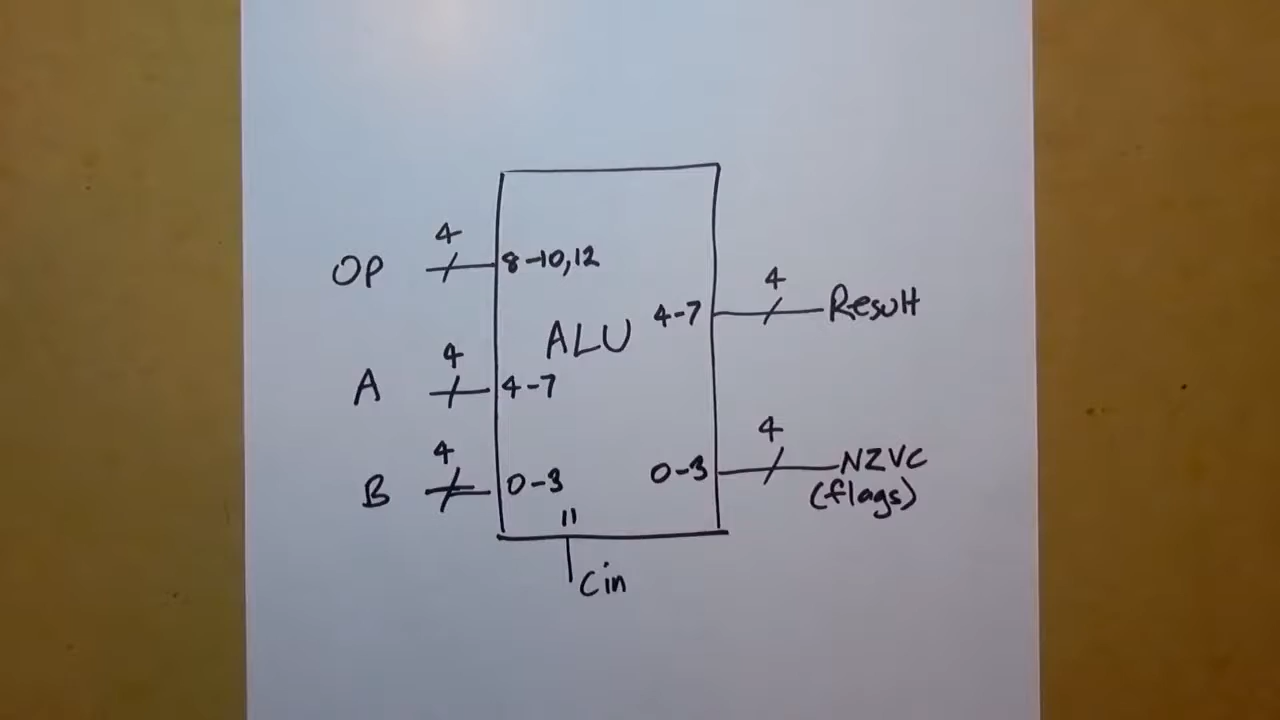 4
OP
8-10,12
4
4-7
Result
ALU
4
A
4-7
4
B
0-3
4
0-3
NZVC
(flags)
11
Cin